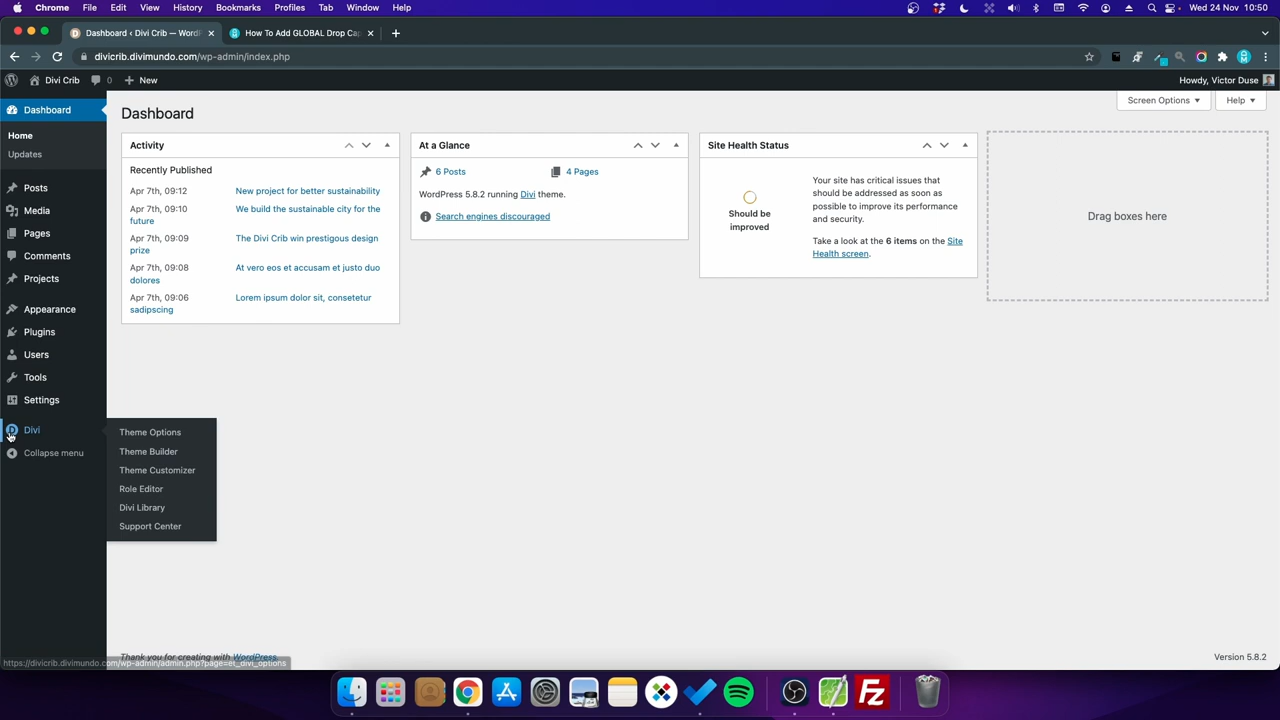 Chrome File Edit View History Bookmarks Profiles Tab Window Help Wed 24 Nov 10:50
Dashboard ‹ Divi Crib — Word
How To Add GLOBAL Drop Ca
divicrib.divimundo.com/wp-admin/index.php
Divi Crib 0 New Howdy, Victor Duse
Screen Options Help
Dashboard
Home
Updates
Posts
Media
Pages
Comments
Projects
Appearance
Plugins
Users
Tools
Settings
Divi
Collapse menu
Theme Options
Theme Builder
Theme Customizer
Role Editor
Divi Library
Support Center
Dashboard
Activity
Recently Published
Apr 7th, 09:12 New project for better sustainability
Apr 7th, 09:10 We build the sustainable city for the
future
Apr 7th, 09:09 The Divi Crib win prestigous design
prize
Apr 7th, 09:08 At vero eos et accusam et justo duo
dolores
Apr 7th, 09:06 Lorem ipsum dolor sit, consetetur
sadipscing
At a Glance
6 Posts 4 Pages
WordPress 5.8.2 running Divi theme.
Search engines discouraged
Site Health Status
Should be
improved
Your site has critical issues that
should be addressed as soon as
possible to improve its performance
and security.
Take a look at the 6 items on the Site
Health screen.
Drag boxes here
Thank you for creating with WordPress.
https://divicrib.divimundo.com/wp-admin/admin.php?page=et_divi_options
Version 5.8.2